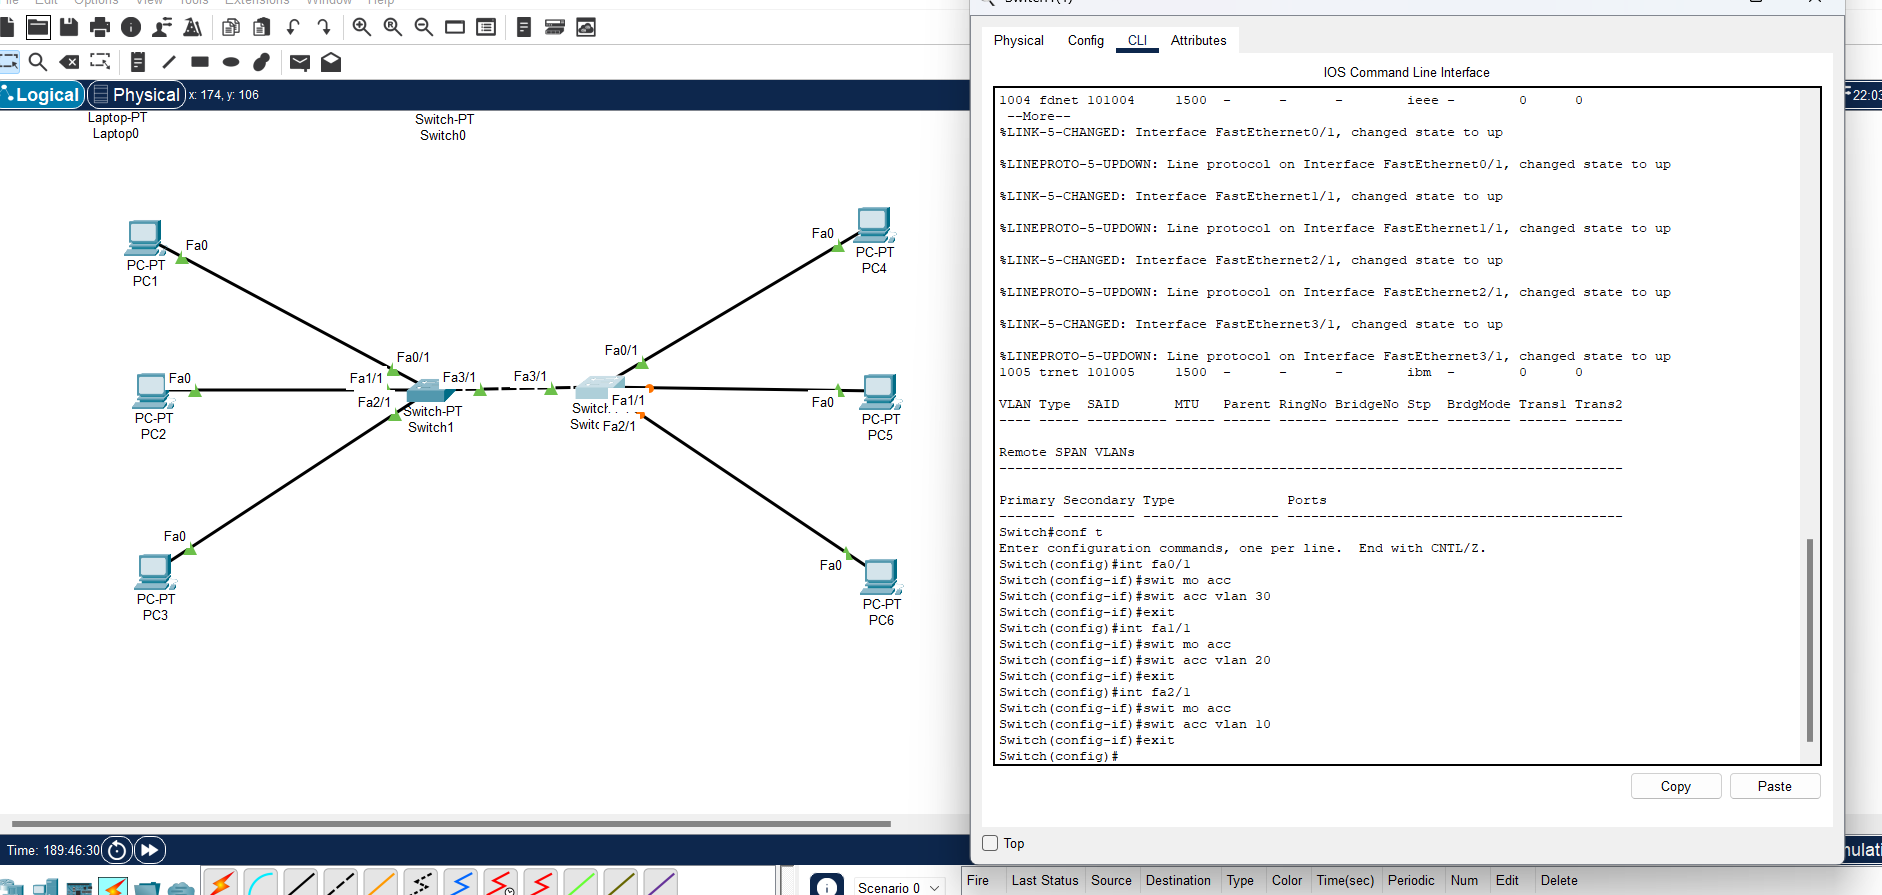 Edit Options View Tools Extensions Window Help
Logical
Physical
x: 174, y: 106
Laptop-PT
Laptop0
Switch-PT
Switch0
Fa0
PC-PT
PC1
Fa0
PC-PT
PC2
Fa0
PC-PT
PC3
Fa0/1
Fa1/1
Fa2/1
Fa3/1
Switch-PT
Switch1
Fa3/1
Fa0/1
Fa1/1
Fa2/1
Fa0
PC-PT
PC4
Fa0
PC-PT
PC5
Fa0
PC-PT
PC6
Physical Config CLI Attributes
IOS Command Line Interface
1004 fdnet 101004 1500 - - - ieee - 0 0
--More--
%LINK-5-CHANGED: Interface FastEthernet0/1, changed state to up
%LINEPROTO-5-UPDOWN: Line protocol on Interface FastEthernet0/1, changed state to up
%LINK-5-CHANGED: Interface FastEthernet1/1, changed state to up
%LINEPROTO-5-UPDOWN: Line protocol on Interface FastEthernet1/1, changed state to up
%LINK-5-CHANGED: Interface FastEthernet2/1, changed state to up
%LINEPROTO-5-UPDOWN: Line protocol on Interface FastEthernet2/1, changed state to up
%LINK-5-CHANGED: Interface FastEthernet3/1, changed state to up
%LINEPROTO-5-UPDOWN: Line protocol on Interface FastEthernet3/1, changed state to up
1005 trnet 101005 1500 - - - ibm - 0 0
VLAN Type SAID MTU Parent RingNo BridgeNo Stp BrdgMode Trans1 Trans2
---- ----- ---------- ----- ------ ------ -------- ---- -------- ------ ------
Remote SPAN VLANs
------------------------------------------------------------------------------
Primary Secondary Type Ports
------- --------- ----------------- ------------------------------------------
Switch#conf t
Enter configuration commands, one per line. End with CNTL/Z.
Switch(config)#int fa0/1
Switch(config-if)#swit mo acc
Switch(config-if)#swit acc vlan 30
Switch(config-if)#exit
Switch(config)#int fa1/1
Switch(config-if)#swit mo acc
Switch(config-if)#swit acc vlan 20
Switch(config-if)#exit
Switch(config)#int fa2/1
Switch(config-if)#swit mo acc
Switch(config-if)#swit acc vlan 10
Switch(config-if)#exit
Switch(config)#
Copy
Paste
Top
22:03
Time: 189:46:30
Scenario 0
Fire Last Status Source Destination Type Color Time(sec) Periodic Num Edit Delete